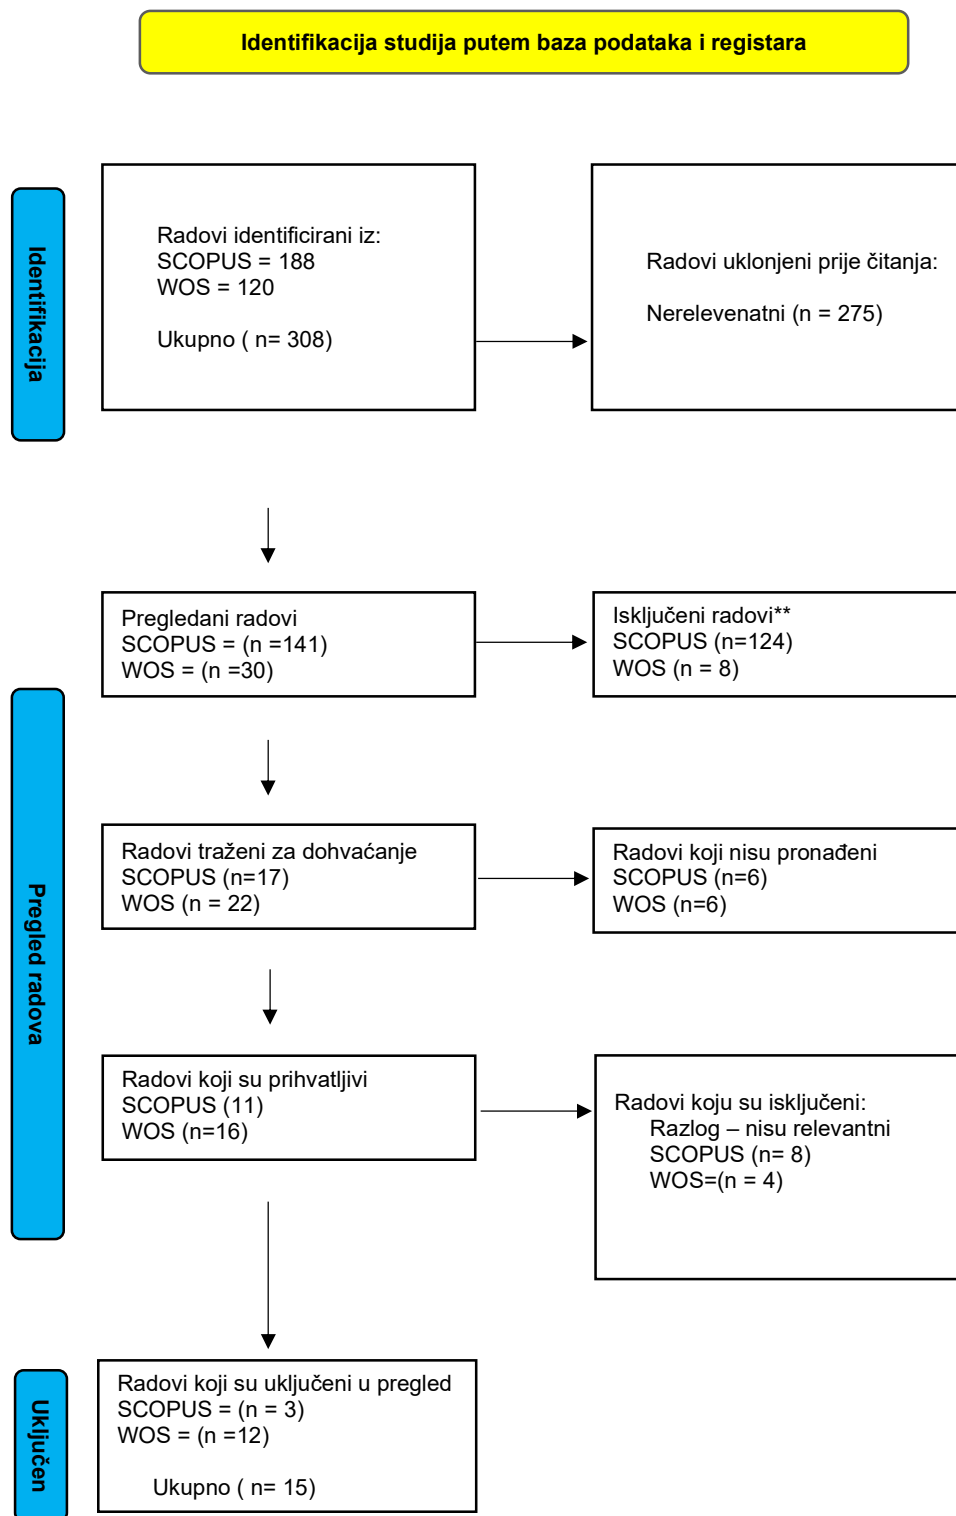 Identifikacija studija putem baza podataka i registara
Identifikacija
Radovi identificirani iz:
SCOPUS = 188
WOS = 120
Ukupno ( n= 308)
Radovi uklonjeni prije čitanja:
Nerelevenatni (n = 275)
Pregled radova
Pregledani radovi
SCOPUS = (n =141)
WOS = (n =30)
Isključeni radovi**
SCOPUS (n=124)
WOS (n = 8)
Radovi traženi za dohvaćanje
SCOPUS (n=17)
WOS (n = 22)
Radovi koji nisu pronađeni
SCOPUS (n=6)
WOS (n=6)
Radovi koji su prihvatljivi
SCOPUS (11)
WOS (n=16)
Radovi koju su isključeni:
Razlog – nisu relevantni
SCOPUS (n= 8)
WOS=(n = 4)
Uključen
Radovi koji su uključeni u pregled
SCOPUS = (n = 3)
WOS = (n =12)
Ukupno ( n= 15)